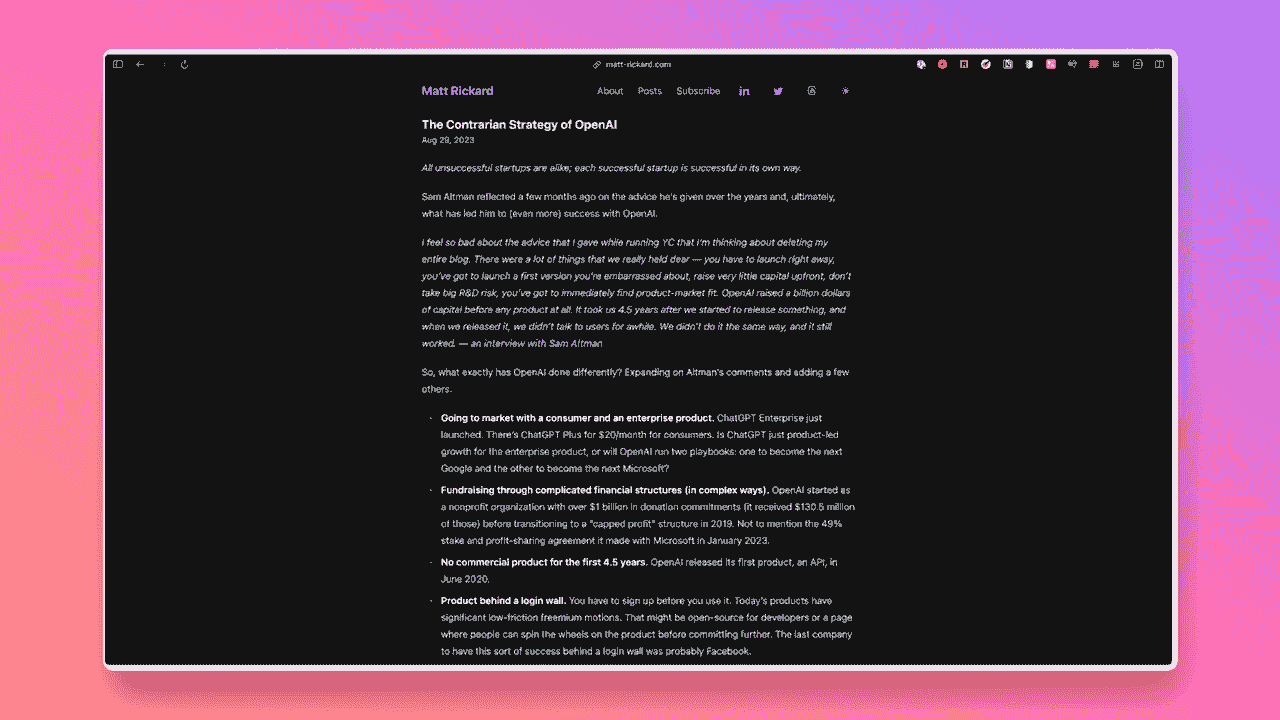 matt-rickard.com
Matt Rickard
About Posts Subscribe in
The Contrarian Strategy of OpenAI
Aug 29, 2023
All unsuccessful startups are alike; each successful startup is successful in its own way.
Sam Altman reflected a few months ago on the advice he's given over the years and, ultimately,
what has led him to (even more) success with OpenAI.
I feel so bad about the advice that I gave while running YC that I'm thinking about deleting my
entire blog. There were a lot of things that we really held dear — you have to launch right away,
you've got to launch a first version you're embarrassed about, raise very little capital upfront, don't
take big R&D risk, you've got to immediately find product-market fit. OpenAI raised a billion dollars
of capital before any product at all. It took us 4.5 years after we started to release something, and
when we released it, we didn't talk to users for awhile. We didn't do it the same way, and it still
worked. — an interview with Sam Altman
So, what exactly has OpenAI done differently? Expanding on Altman's comments and adding a few
others.
· Going to market with a consumer and an enterprise product. ChatGPT Enterprise just
launched. There's ChatGPT Plus for $20/month for consumers. Is ChatGPT just product-led
growth for the enterprise product, or will OpenAI run two playbooks: one to become the next
Google and the other to become the next Microsoft?
· Fundraising through complicated financial structures (in complex ways). OpenAI started as
a nonprofit organization with over $1 billion in donation commitments (it received $130.5 million
of those) before transitioning to a "capped profit" structure in 2019. Not to mention the 49%
stake and profit-sharing agreement it made with Microsoft in January 2023.
· No commercial product for the first 4.5 years. OpenAI released its first product, an API, in
June 2020.
· Product behind a login wall. You have to sign up before you use it. Today's products have
significant low-friction freemium motions. That might be open-source for developers or a page
where people can spin the wheels on the product before committing further. The last company
to have this sort of success behind a login wall was probably Facebook.